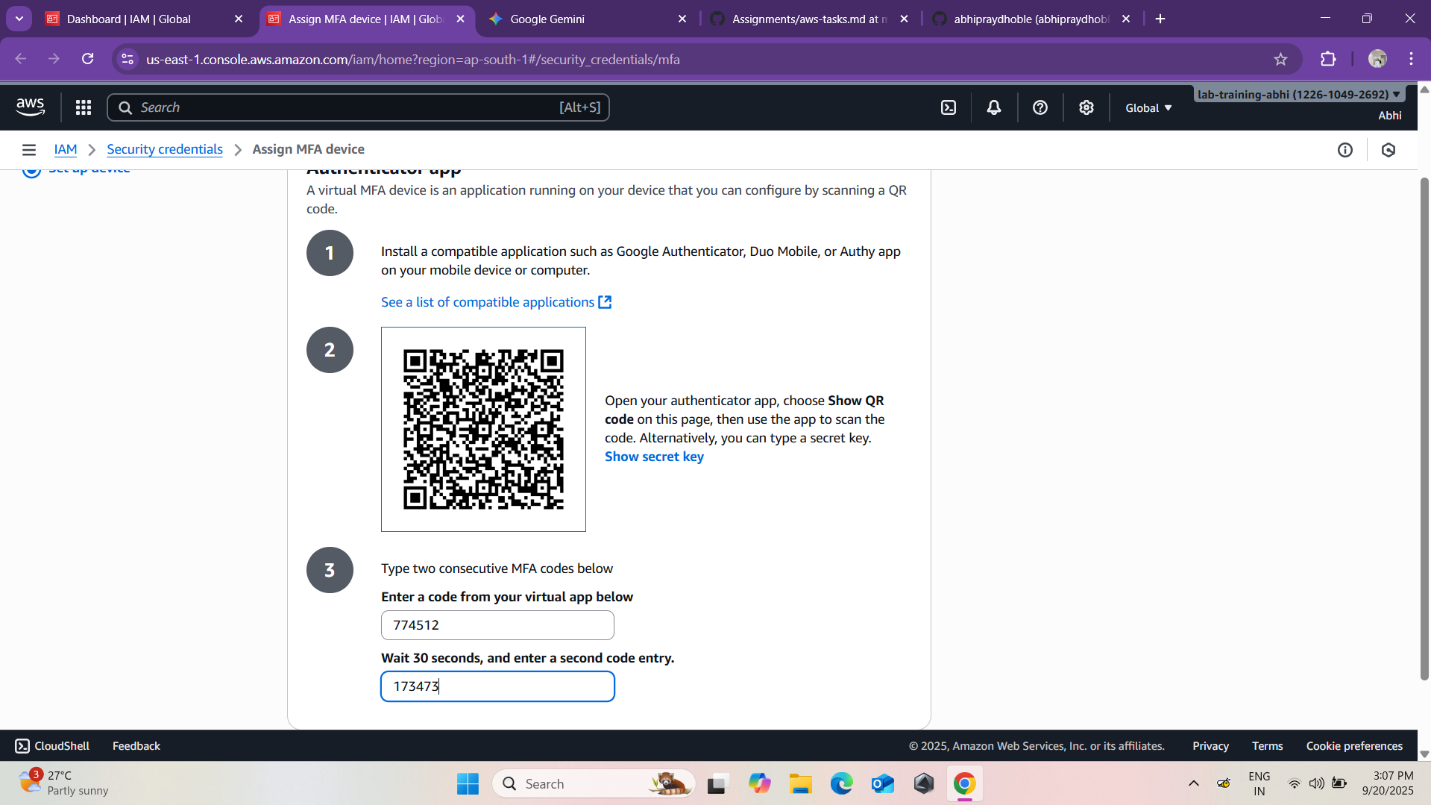 Dashboard | IAM | Global
Assign MFA device | IAM | Glob
Google Gemini
Assignments/aws-tasks.md at m
abhipraydhoble (abhipraydhobl
us-east-1.console.aws.amazon.com/iam/home?region=ap-south-1#/security_credentials/mfa
aws
Search
[Alt+S]
Global
lab-training-abhi (1226-1049-2692)
Abhi
IAM
Security credentials
Assign MFA device
Set up device
Authenticator app
A virtual MFA device is an application running on your device that you can configure by scanning a QR
code.
1
Install a compatible application such as Google Authenticator, Duo Mobile, or Authy app
on your mobile device or computer.
See a list of compatible applications
2
Open your authenticator app, choose Show QR
code on this page, then use the app to scan the
code. Alternatively, you can type a secret key.
Show secret key
3
Type two consecutive MFA codes below
Enter a code from your virtual app below
774512
Wait 30 seconds, and enter a second code entry.
173473
CloudShell
Feedback
© 2025, Amazon Web Services, Inc. or its affiliates.
Privacy
Terms
Cookie preferences
3
27°C
Partly sunny
Search
ENG
IN
3:07 PM
9/20/2025